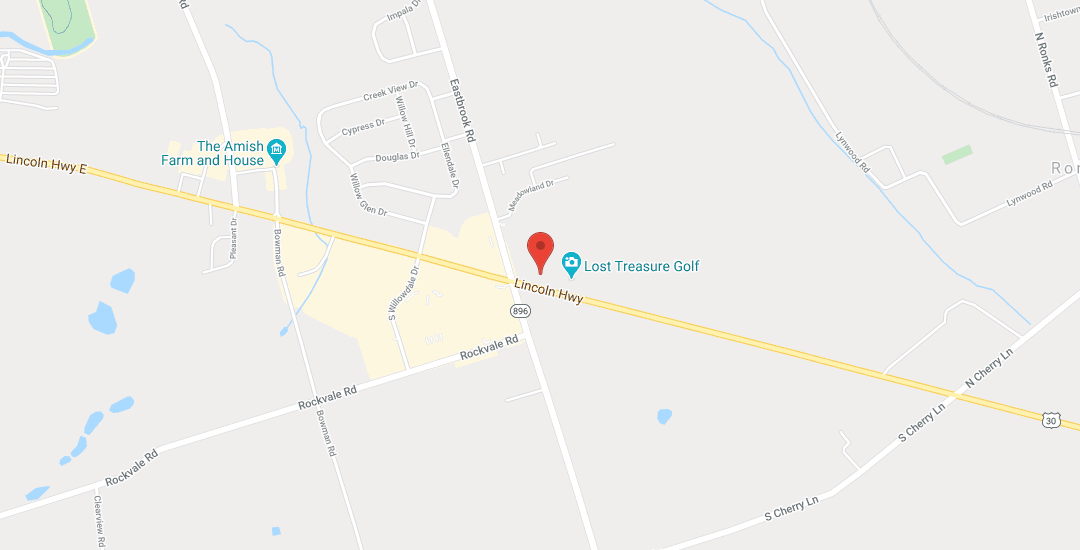 Rd
Impala Dr
Irishtown
N Ronks Rd
Eastbrook Rd
Creek View Dr
Willow Hill Dr
Cypress Dr
Douglas Dr
Ellendale Dr
The Amish
Farm and House
Lincoln Hwy E
Lynwood Rd
Ron
Lynwood Rd
Willow Glen Dr
Meadowland Dr
Pleasant Dr
Bowman Rd
S Willowdale Dr
Lost Treasure Golf
Lincoln Hwy
896
Rockvale Rd
N Cherry Ln
Rockvale Rd
Bowman Rd
S Cherry Ln
30
Rockvale Rd
Clearview Rd
S Cherry Ln